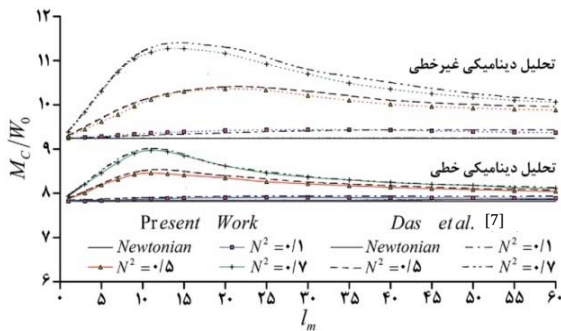 ۱۲
۱۱
۱۰
۹
۸
۷
۶
M_C/W_0
تحلیل دینامیکی غیرخطی
تحلیل دینامیکی خطی
Present Work Das et al. [7]
Newtonian N² = ۰/۱ Newtonian N² = ۰/۱
N² = ۰/۵ N² = ۰/۷ N² = ۰/۵ N² = ۰/۷
۰ ۵ ۱۰ ۱۵ ۲۰ ۲۵ ۳۰ ۳۵ ۴۰ ۴۵ ۵۰ ۵۵ ۶۰
l_m